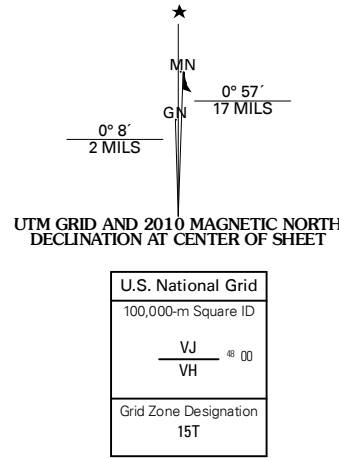 ★
MN
0° 57´
17 MILS
GN
0° 8´
2 MILS
UTM GRID AND 2010 MAGNETIC NORTH
DECLINATION AT CENTER OF SHEET
U.S. National Grid
100,000-m Square ID
VJ
48 00
VH
Grid Zone Designation
15T